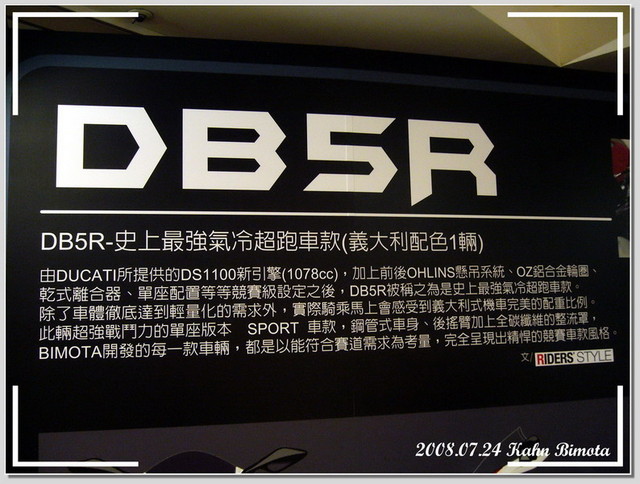 DB5R
DB5R-史上最強氣冷超跑車款(義大利配色1輛)
由DUCATI所提供的DS1100新引擎(1078cc)，加上前後OHLINS懸吊系統、OZ鋁合金輪圈、
乾式離合器、單座配置等等競賽級設定之後，DB5R被稱之為是史上最強氣冷超跑車款。
除了車體徹底達到輕量化的需求外，實際騎乘馬上會感受到義大利式機車完美的配重比例。
此輛超強戰鬥力的單座版本 SPORT 車款，鋼管式車身、後搖臂加上全碳纖維的整流罩，
BIMOTA開發的每一款車輛，都是以能符合賽道需求為考量，完全呈現出精悍的競賽車款風格。
文/RIDERS' STYLE
2008.07.24 Kahn Bimota